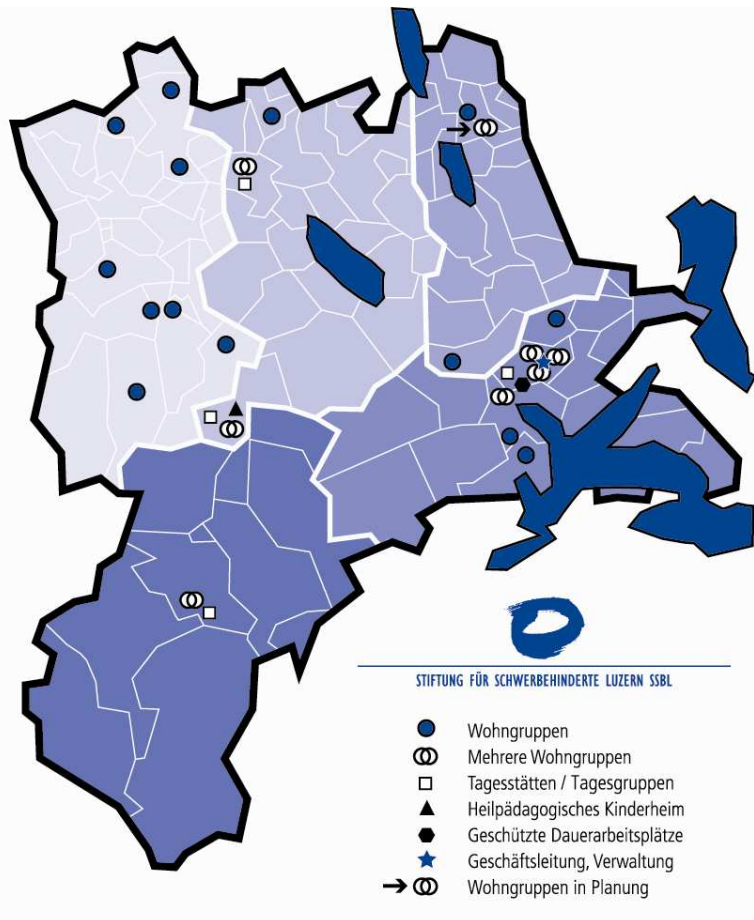 STIFTUNG FÜR SCHWERBEHINDERTE LUZERN SSBL
Wohngruppen
Mehrere Wohngruppen
Tagesstätten / Tagesgruppen
Heilpädagogisches Kinderheim
Geschützte Dauerarbeitsplätze
Geschäftsleitung, Verwaltung
Wohngruppen in Planung